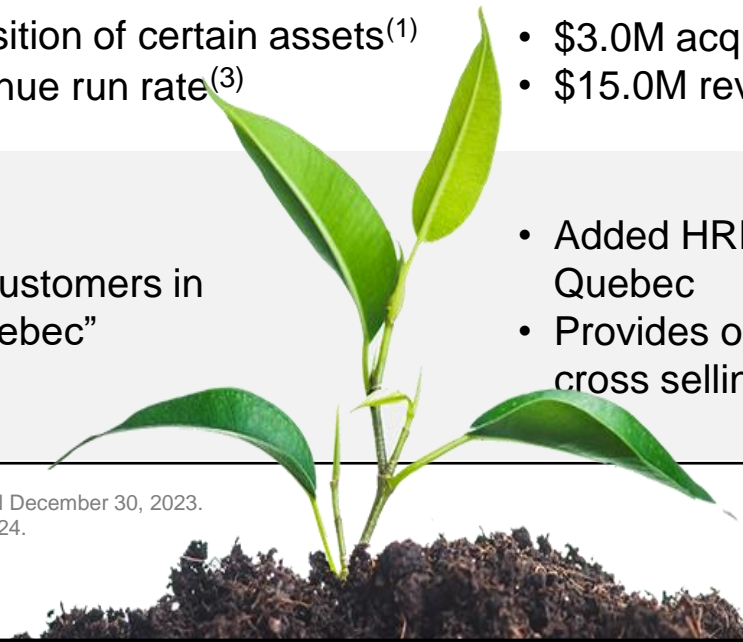 sition of certain assets(1)
nue run rate(3)
ustomers in
ebec”
• $3.0M acq
• $15.0M rev
• Added HR
Quebec
• Provides o
cross sellin
d December 30, 2023.
24.